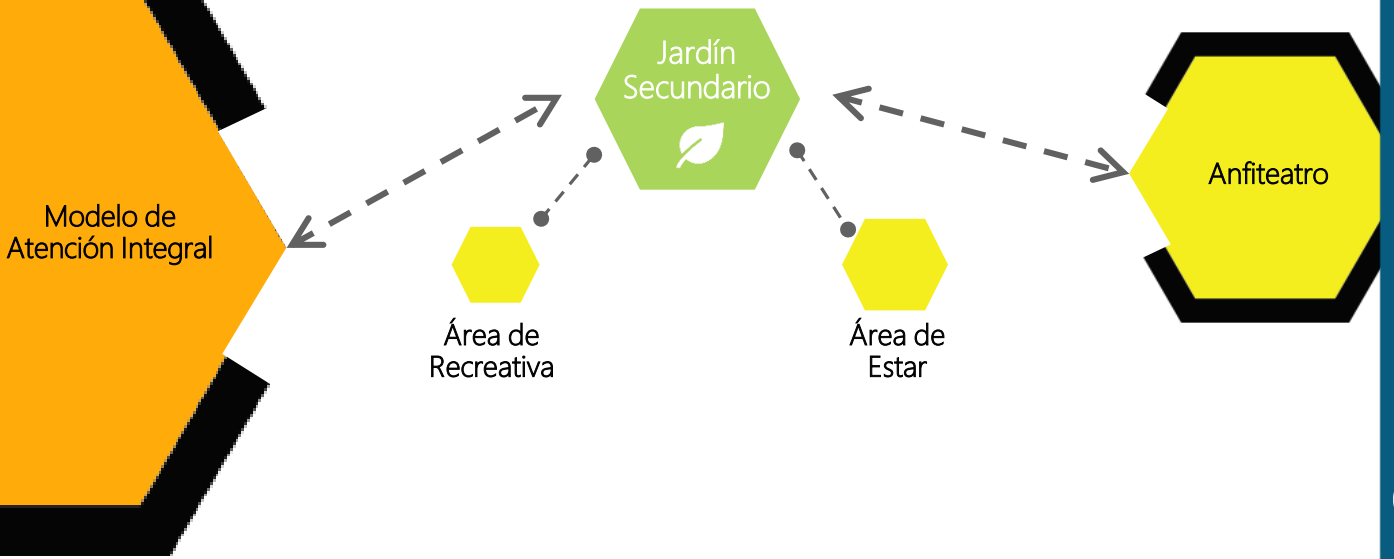 Jardín
Secundario
Anfiteatro
Modelo de
Atención Integral
Área de
Recreativa
Área de
Estar